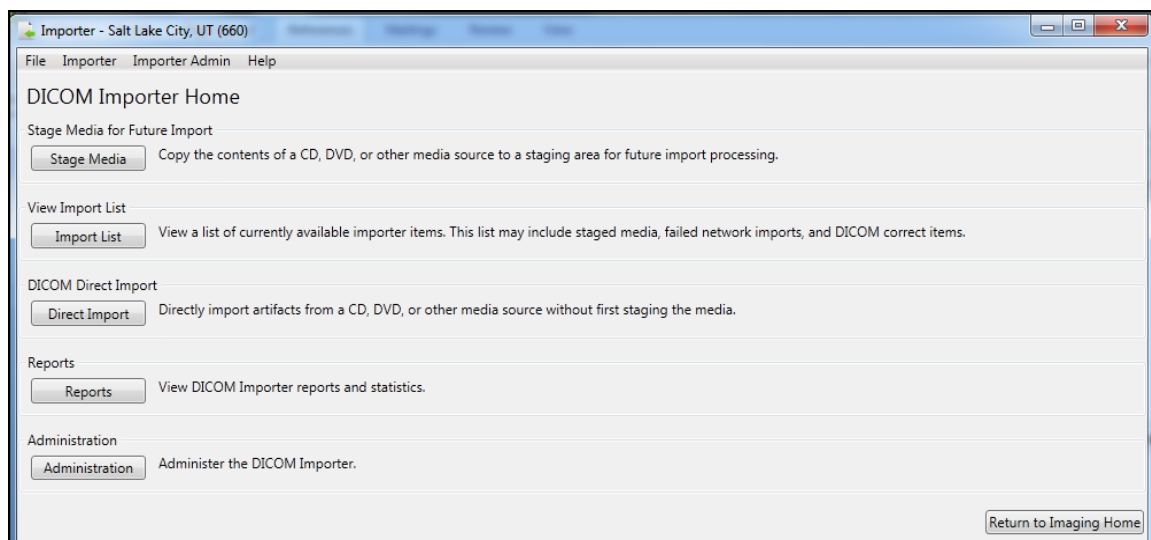 Importer - Salt Lake City, UT (660)
File Importer Importer Admin Help
DICOM Importer Home
Stage Media for Future Import
Stage Media Copy the contents of a CD, DVD, or other media source to a staging area for future import processing.
View Import List
Import List View a list of currently available importer items. This list may include staged media, failed network imports, and DICOM correct items.
DICOM Direct Import
Direct Import Directly import artifacts from a CD, DVD, or other media source without first staging the media.
Reports
Reports View DICOM Importer reports and statistics.
Administration
Administration Administer the DICOM Importer.
Return to Imaging Home